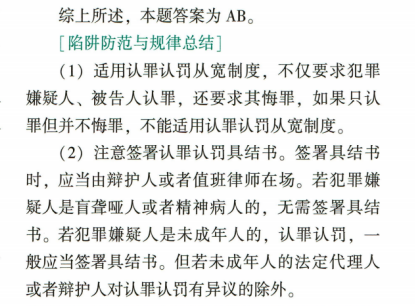 综上所述，本题答案为 AB。
［陷阱防范与规律总结］
（1）适用认罪认罚从宽制度，不仅要求犯罪
嫌疑人、被告人认罪，还要求其悔罪，如果只认
罪但并不悔罪，不能适用认罪认罚从宽制度。
（2）注意签署认罪认罚具结书。签署具结书
时，应当由辩护人或者值班律师在场。若犯罪嫌
疑人是盲聋哑人或者精神病人的，无需签署具结
书。若犯罪嫌疑人是未成年人的，认罪认罚，一
般应当签署具结书。但若未成年人的法定代理人
或者辩护人对认罪认罚有异议的除外。